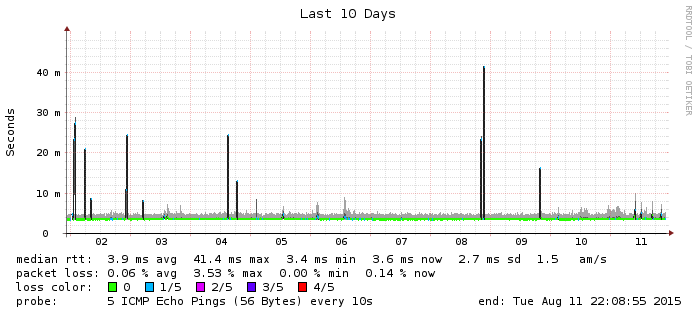 Last 10 Days
RRDTOOL / TOBI OETIKER
Seconds
40 m
30 m
20 m
10 m
0
02 03 04 05 06 07 08 09 10 11
median rtt: 3.9 ms avg 41.4 ms max 3.4 ms min 3.6 ms now 2.7 ms sd 1.5 am/s
packet loss: 0.06 % avg 3.53 % max 0.00 % min 0.14 % now
loss color: 0 1/5 2/5 3/5 4/5
probe: 5 ICMP Echo Pings (56 Bytes) every 10s end: Tue Aug 11 22:08:55 2015